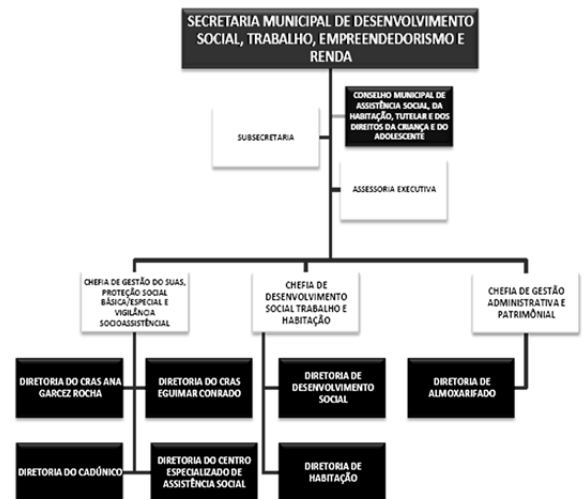 SECRETARIA MUNICIPAL DE DESENVOLVIMENTO
SOCIAL, TRABALHO, EMPREENDEDORISMO E
RENDA
CONSELHO MUNICIPAL DE
ASSISTÊNCIA SOCIAL, DA
HABITAÇÃO, TUTELAR E DOS
DIREITOS DA CRIANÇA E DO
ADOLESCENTE
SUBSECRETARIA
ASSESSORIA EXECUTIVA
CHEFIA DE GESTÃO DO SUAS,
PROTEÇÃO SOCIAL
BÁSICA/ESPECIAL E
VIGILÂNCIA
SOCIOASSISTÊNCIAL
CHEFIA DE
DESENVOLVIMENTO
SOCIAL TRABALHO E
HABITAÇÃO
CHEFIA DE GESTÃO
ADMINISTRATIVA E
PATRIMÔNIAL
DIRETORIA DO CRAS ANA
GARCEZ ROCHA
DIRETORIA DO CRAS
EGUIMAR CONRADO
DIRETORIA DE
DESENVOLVIMENTO
SOCIAL
DIRETORIA DE
ALMOXARIFADO
DIRETORIA DO CADÚNICO
DIRETORIA DO CENTRO
ESPECIALIZADO DE
ASSISTÊNCIA SOCIAL
DIRETORIA DE
HABITAÇÃO